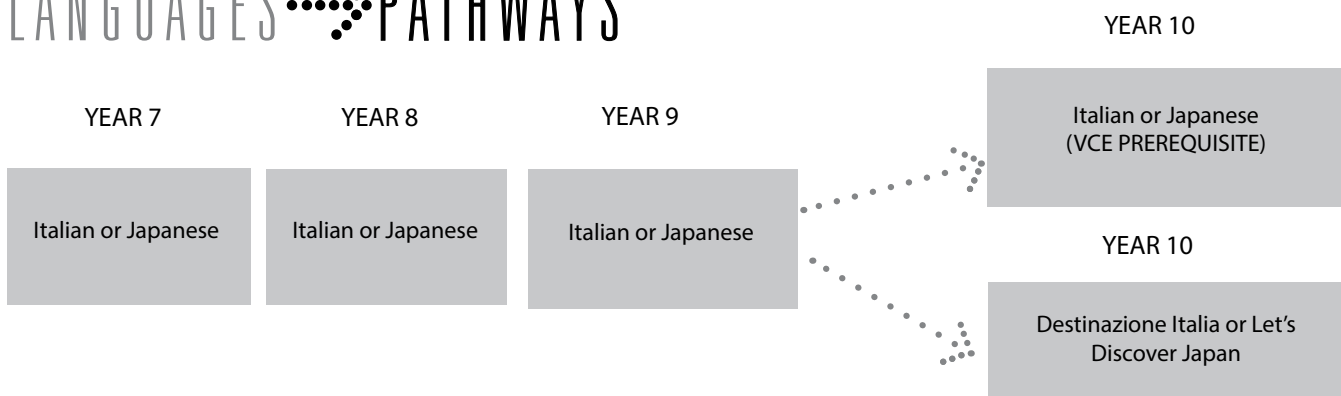 LANGUAGES PATHWAYS
YEAR 7
Italian or Japanese
YEAR 8
Italian or Japanese
YEAR 9
Italian or Japanese
YEAR 10
Italian or Japanese
(VCE PREREQUISITE)
YEAR 10
Destinazione Italia or Let's
Discover Japan